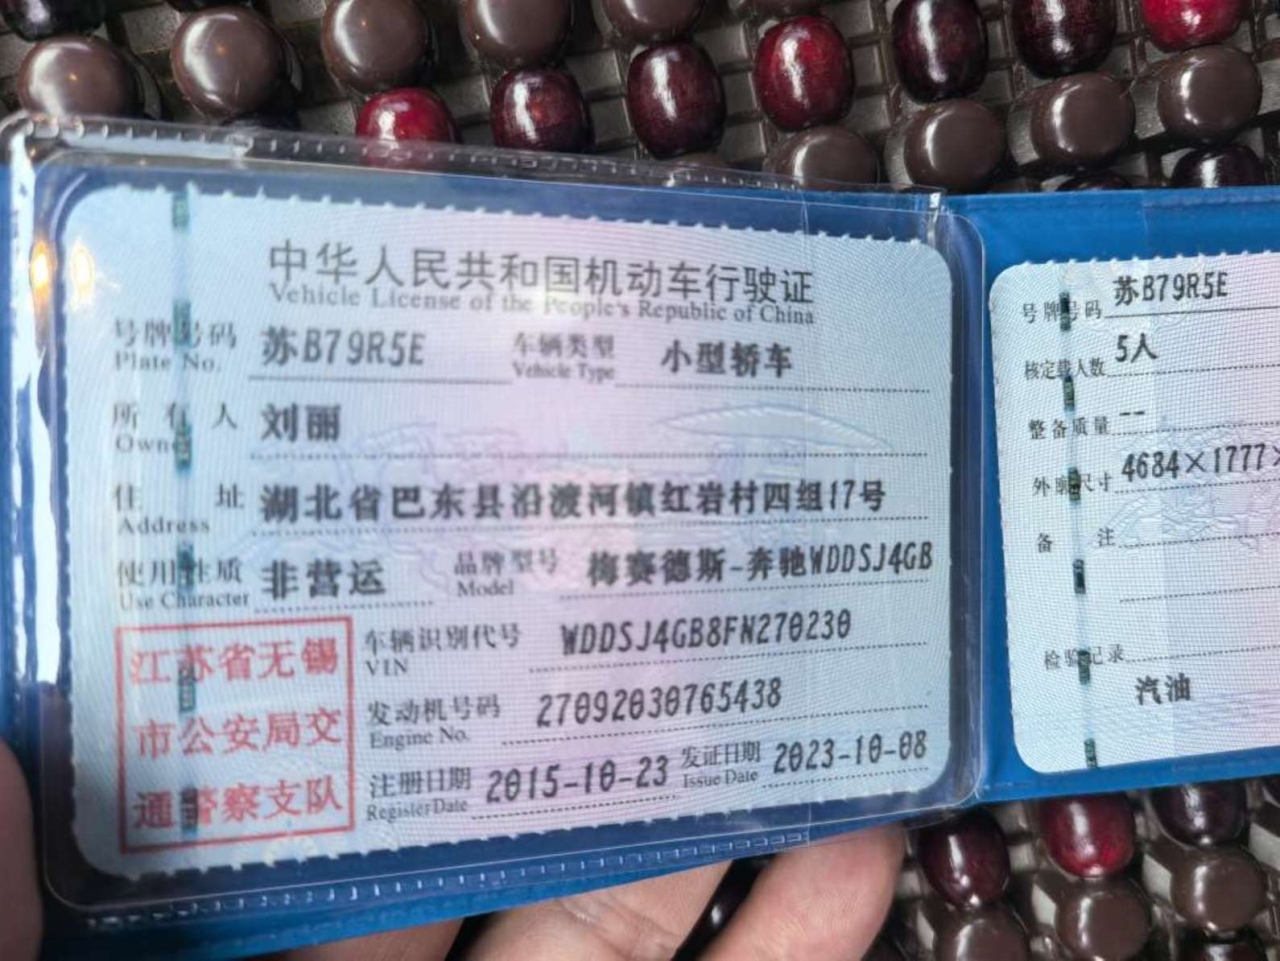 中华人民共和国机动车行驶证
Vehicle License of the People's Republic of China
号牌号码 苏B79R5E 车辆类型 小型轿车
Plate No. Vehicle Type
所有人 刘丽
Owner
住址 湖北省巴东县沿渡河镇红岩村四组17号
Address
使用性质 非营运 品牌型号 梅赛德斯-奔驰WDDSJ4GB
Use Character Model
江苏省无锡
市公安局交
通警察支队
车辆识别代号 WDDSJ4GB8FN270230
VIN
发动机号码 27092030765438
Engine No.
注册日期 2015-10-23 发证日期 2023-10-08
Register Date Issue Date
号牌号码 苏B79R5E
核定载人数 5人
整备质量 --
外廓尺寸 4684×1777×
备注
检验记录
汽油